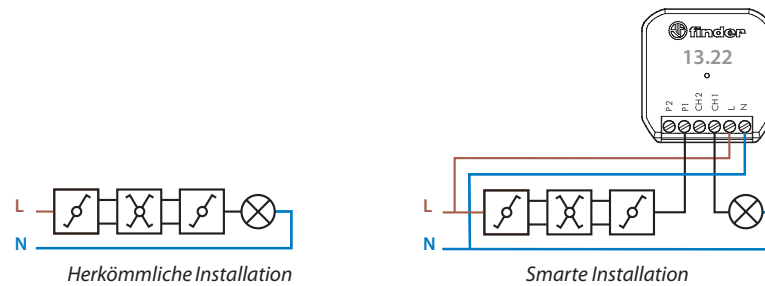 finder
13.22
P2 P1 CH2 CH1 L N
L
N
Herkömmliche Installation
L
N
Smarte Installation